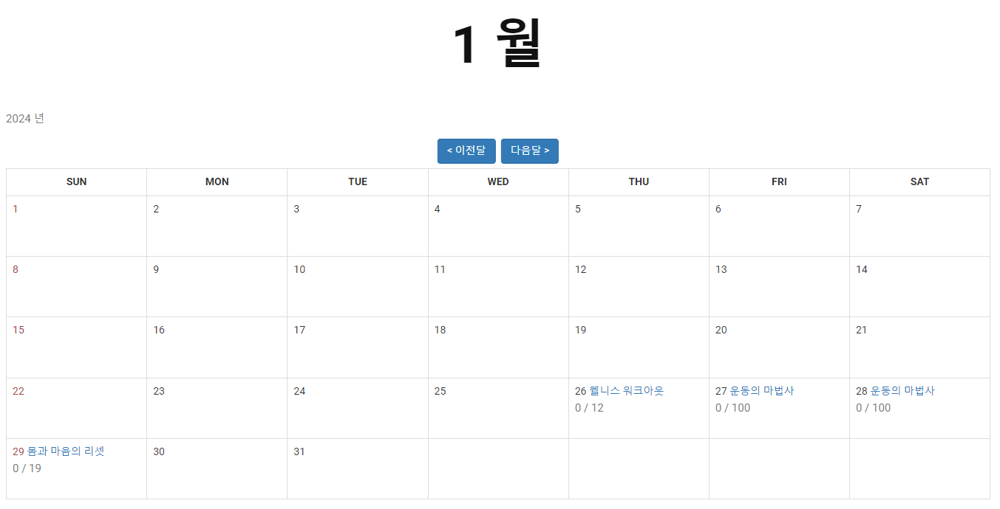 1 월
2024 년
< 이전달 다음달 >
SUN MON TUE WED THU FRI SAT
1 2 3 4 5 6 7
8 9 10 11 12 13 14
15 16 17 18 19 20 21
22 23 24 25 26 웰니스 워크아웃 27 운동의 마법사 28 운동의 마법사
0 / 12 0 / 100 0 / 100
29 몸과 마음의 리셋 30 31
0 / 19